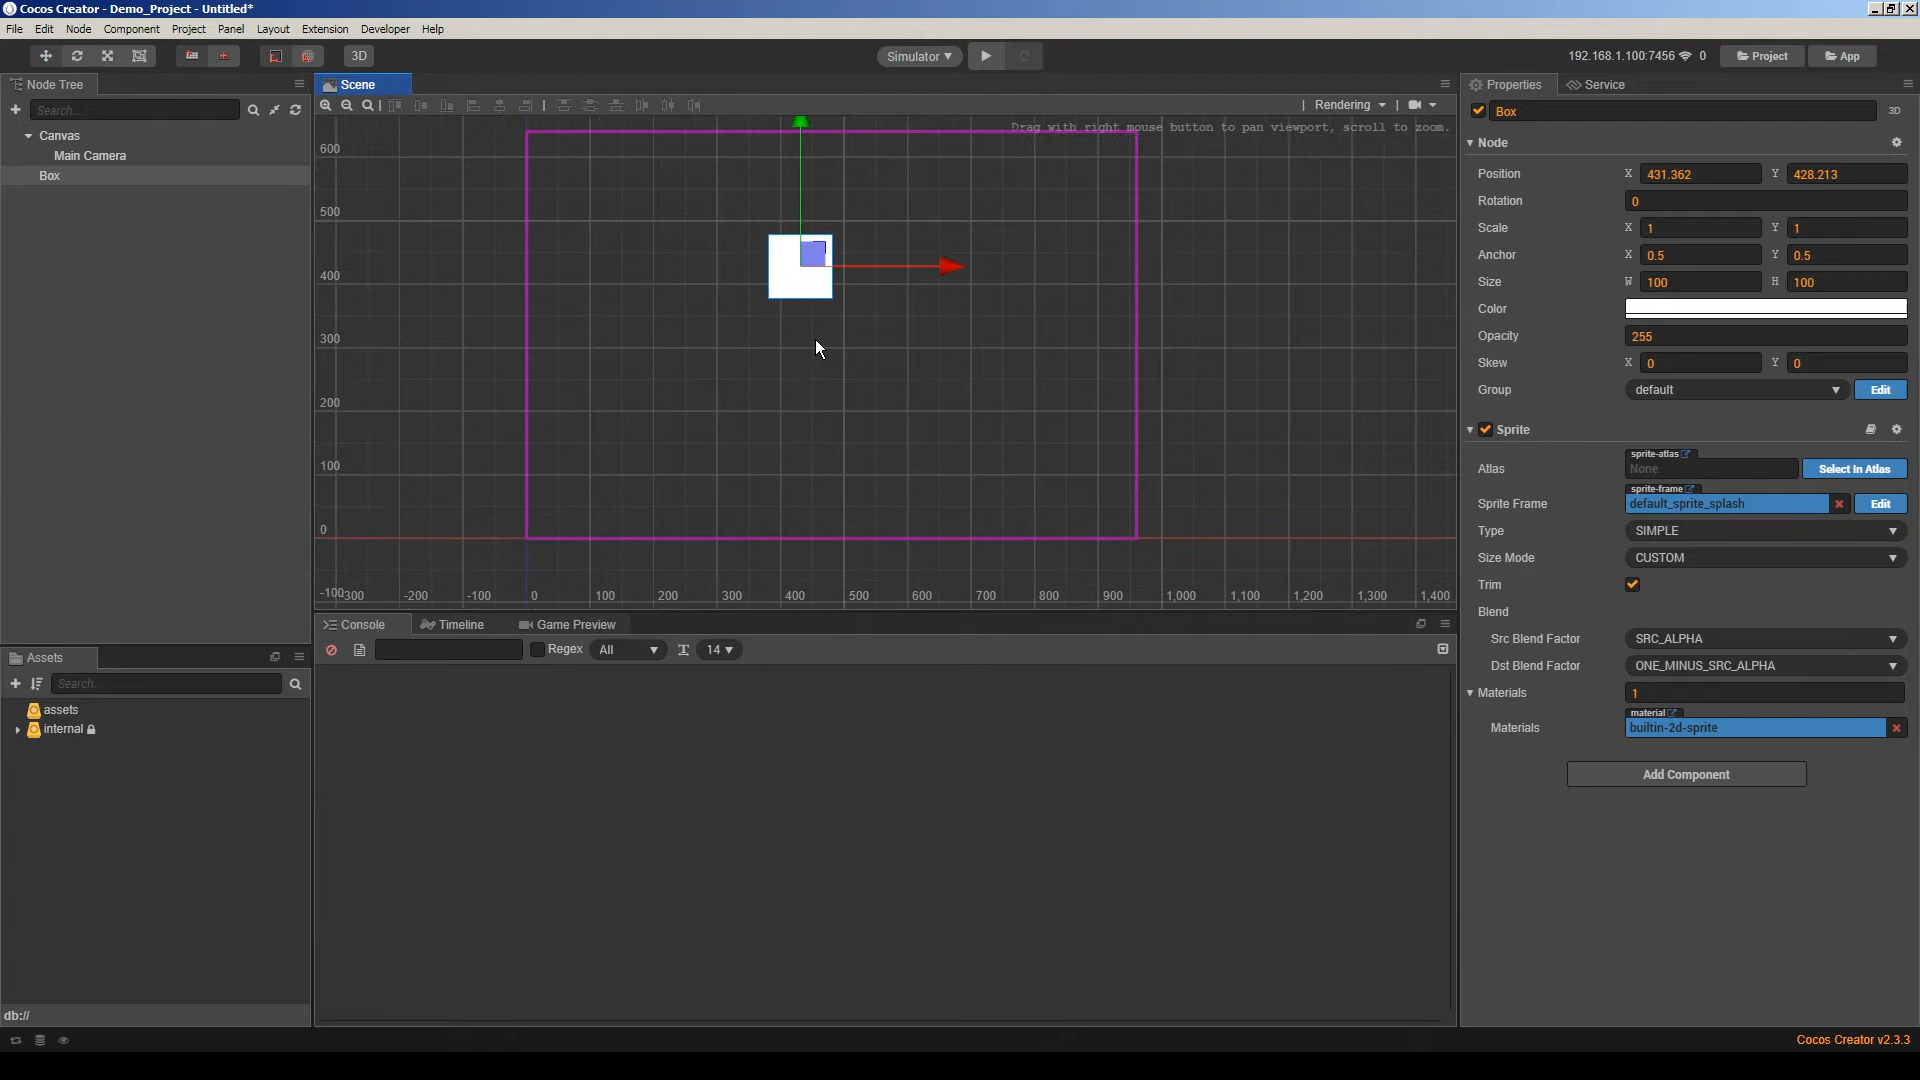 Cocos Creator - Demo_Project - Untitled*
File Edit Node Component Project Panel Layout Extension Developer Help
3D Simulator 192.168.1.100:7456 0 Project App
Node Tree
Search...
Canvas
Main Camera
Box
Scene
Rendering
Drag with right mouse button to pan viewport, scroll to zoom.
600
500
400
300
200
100
0
-100
-300 -200 -100 0 100 200 300 400 500 600 700 800 900 1,000 1,100 1,200 1,300 1,400
Console Timeline Game Preview
Regex All 14
Assets
Search...
assets
internal
db://
Properties Service
Box 3D
Node
Position X 431.362 Y 428.213
Rotation 0
Scale X 1 Y 1
Anchor X 0.5 Y 0.5
Size W 100 H 100
Color
Opacity 255
Skew X 0 Y 0
Group default Edit
Sprite
sprite-atlas
Atlas None Select In Atlas
sprite-frame
Sprite Frame default_sprite_splash Edit
Type SIMPLE
Size Mode CUSTOM
Trim
Blend
Src Blend Factor SRC_ALPHA
Dst Blend Factor ONE_MINUS_SRC_ALPHA
Materials 1
material
Materials builtin-2d-sprite
Add Component
Cocos Creator v2.3.3